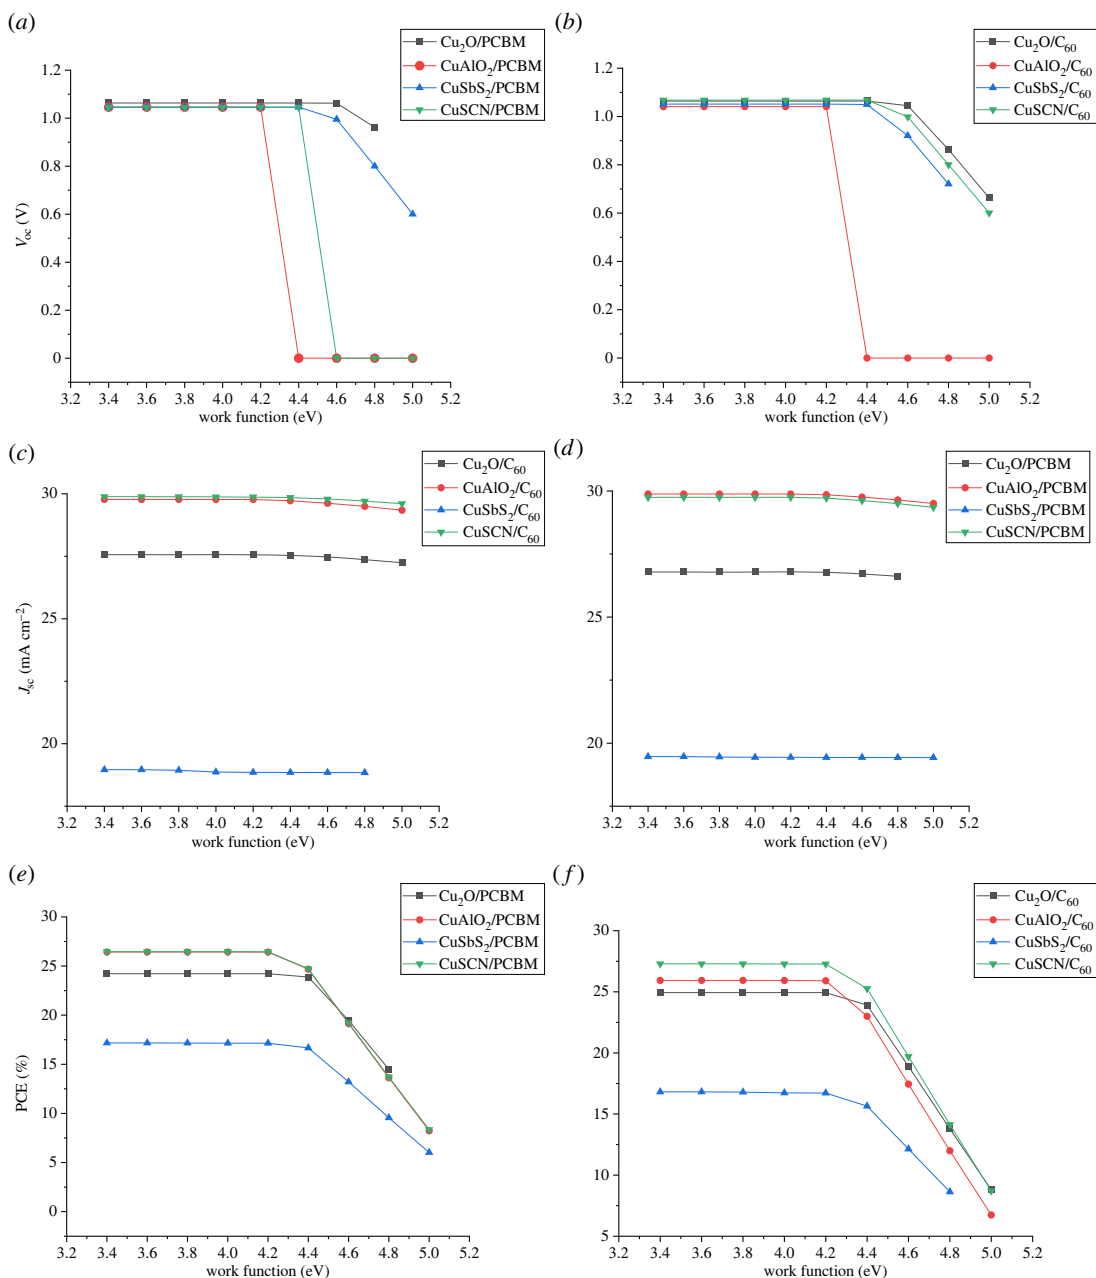 (a)
Cu₂O/PCBM
CuAlO₂/PCBM
CuSbS₂/PCBM
CuSCN/PCBM
1.2
1.0
0.8
0.6
0.4
0.2
0
V_oc (V)
3.2 3.4 3.6 3.8 4.0 4.2 4.4 4.6 4.8 5.0 5.2
work function (eV)
(b)
Cu₂O/C₆₀
CuAlO₂/C₆₀
CuSbS₂/C₆₀
CuSCN/C₆₀
1.2
1.0
0.8
0.6
0.4
0.2
0
3.2 3.4 3.6 3.8 4.0 4.2 4.4 4.6 4.8 5.0 5.2
work function (eV)
(c)
Cu₂O/C₆₀
CuAlO₂/C₆₀
CuSbS₂/C₆₀
CuSCN/C₆₀
30
25
20
J_sc (mA cm⁻²)
3.2 3.4 3.6 3.8 4.0 4.2 4.4 4.6 4.8 5.0 5.2
work function (eV)
(d)
Cu₂O/PCBM
CuAlO₂/PCBM
CuSbS₂/PCBM
CuSCN/PCBM
30
25
20
3.2 3.4 3.6 3.8 4.0 4.2 4.4 4.6 4.8 5.0 5.2
work function (eV)
(e)
Cu₂O/PCBM
CuAlO₂/PCBM
CuSbS₂/PCBM
CuSCN/PCBM
30
25
20
15
10
5
0
PCE (%)
3.2 3.4 3.6 3.8 4.0 4.2 4.4 4.6 4.8 5.0 5.2
work function (eV)
(f)
Cu₂O/C₆₀
CuAlO₂/C₆₀
CuSbS₂/C₆₀
CuSCN/C₆₀
30
25
20
15
10
5
3.2 3.4 3.6 3.8 4.0 4.2 4.4 4.6 4.8 5.0 5.2
work function (eV)